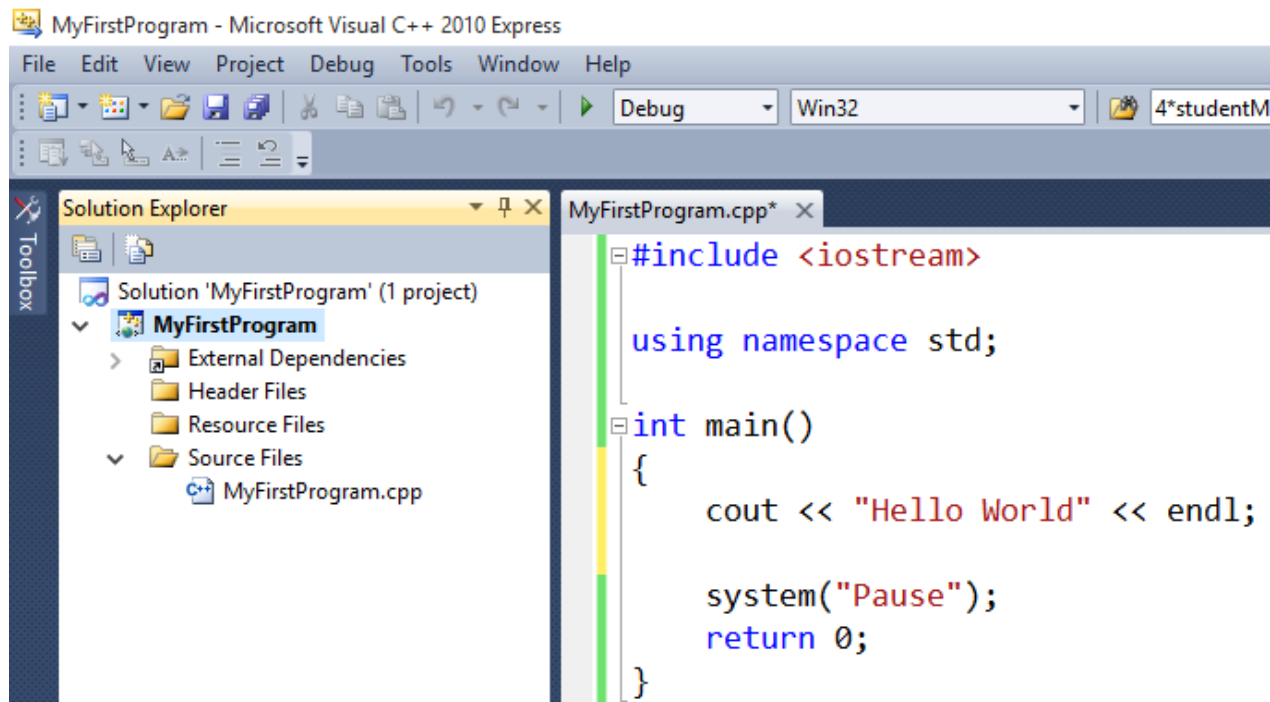 MyFirstProgram - Microsoft Visual C++ 2010 Express
File Edit View Project Debug Tools Window Help
Debug Win32 4*studentM
Toolbox
Solution Explorer
Solution 'MyFirstProgram' (1 project)
MyFirstProgram
External Dependencies
Header Files
Resource Files
Source Files
C++ MyFirstProgram.cpp
MyFirstProgram.cpp*
#include <iostream>
using namespace std;
int main()
{
cout << "Hello World" << endl;
system("Pause");
return 0;
}